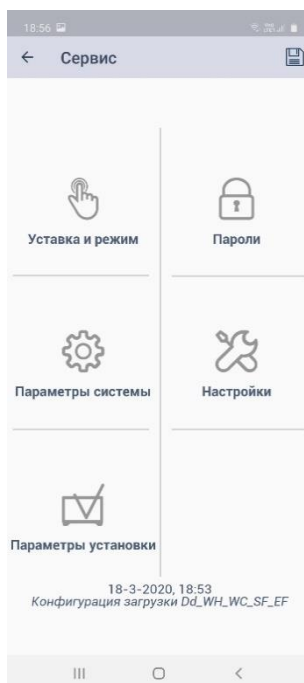 18:56
Сервис
Уставка и режим
Пароли
Параметры системы
Настройки
Параметры установки
18-3-2020, 18:53
Конфигурация загрузки Dd_WH_WC_SF_EF